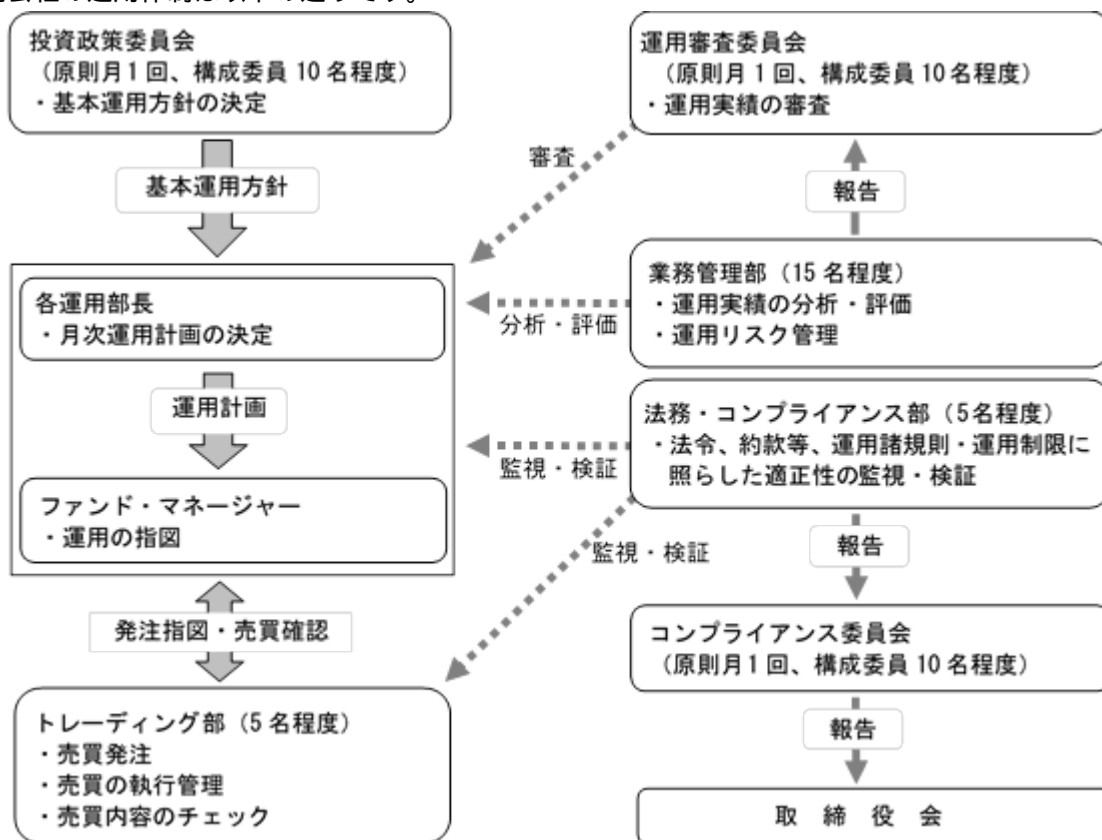 投資政策委員会
（原則月1回、構成委員10名程度）
・基本運用方針の決定
基本運用方針
各運用部長
・月次運用計画の決定
運用計画
ファンド・マネージャー
・運用の指図
発注指図・売買確認
トレーディング部（5名程度）
・売買発注
・売買の執行管理
・売買内容のチェック
運用審査委員会
（原則月1回、構成委員10名程度）
・運用実績の審査
審査
報告
業務管理部（15名程度）
・運用実績の分析・評価
・運用リスク管理
分析・評価
法務・コンプライアンス部（5名程度）
・法令、約款等、運用諸規則・運用制限に
照らした適正性の監視・検証
監視・検証
監視・検証
報告
コンプライアンス委員会
（原則月1回、構成委員10名程度）
報告
取締役会